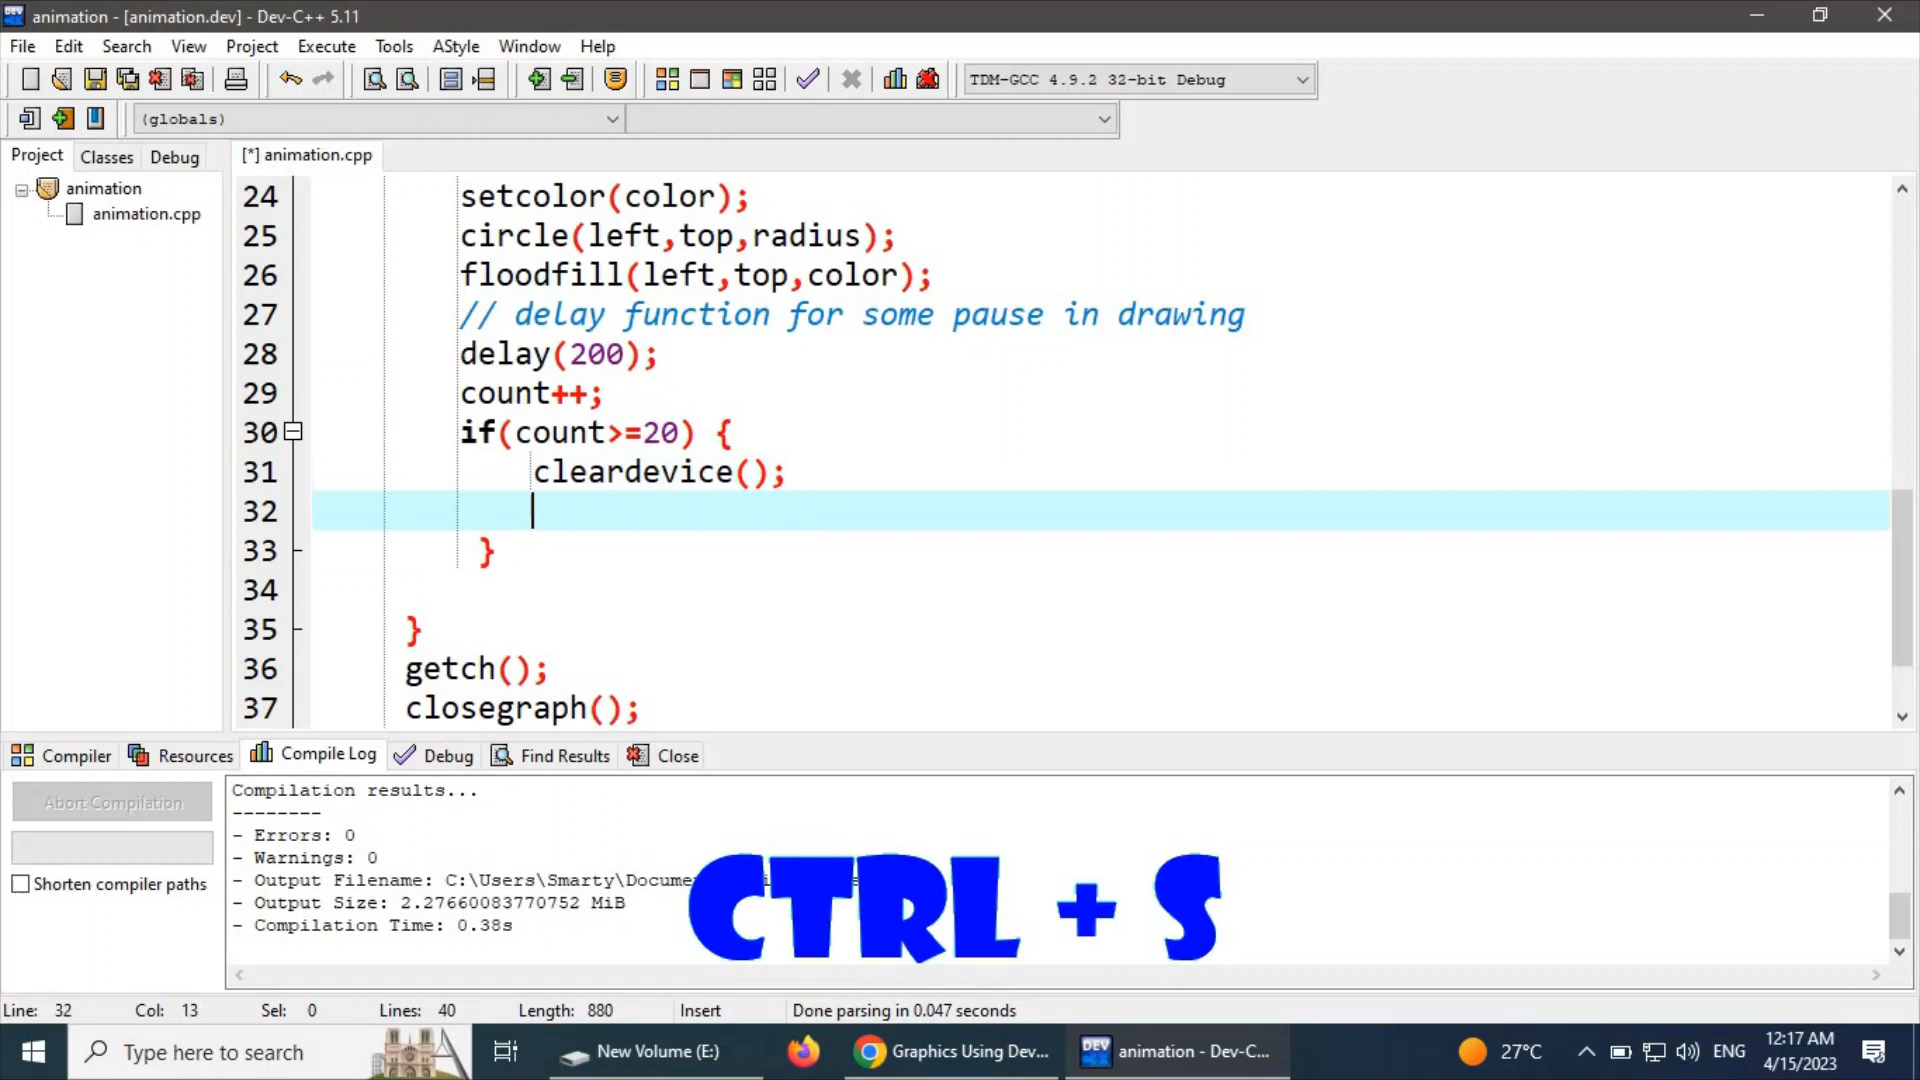 animation - [animation.dev] - Dev-C++ 5.11
File Edit Search View Project Execute Tools AStyle Window Help
TDM-GCC 4.9.2 32-bit Debug
(globals)
Project Classes Debug
[*] animation.cpp
animation
animation.cpp
24 setcolor(color);
25 circle(left,top,radius);
26 floodfill(left,top,color);
27 // delay function for some pause in drawing
28 delay(200);
29 count++;
30 if(count>=20) {
31 cleardevice();
32
33 }
34
35 }
36 getch();
37 closegraph();
Compiler Resources Compile Log Debug Find Results Close
Abort Compilation
Shorten compiler paths
Compilation results...
--------
- Errors: 0
- Warnings: 0
- Output Filename: C:\Users\Smarty\Docume
- Output Size: 2.27660083770752 MiB
- Compilation Time: 0.38s
CTRL + S
Line: 32 Col: 13 Sel: 0 Lines: 40 Length: 880 Insert Done parsing in 0.047 seconds
Type here to search
New Volume (E:)
Graphics Using Dev...
animation - Dev-C...
27°C
ENG
12:17 AM
4/15/2023